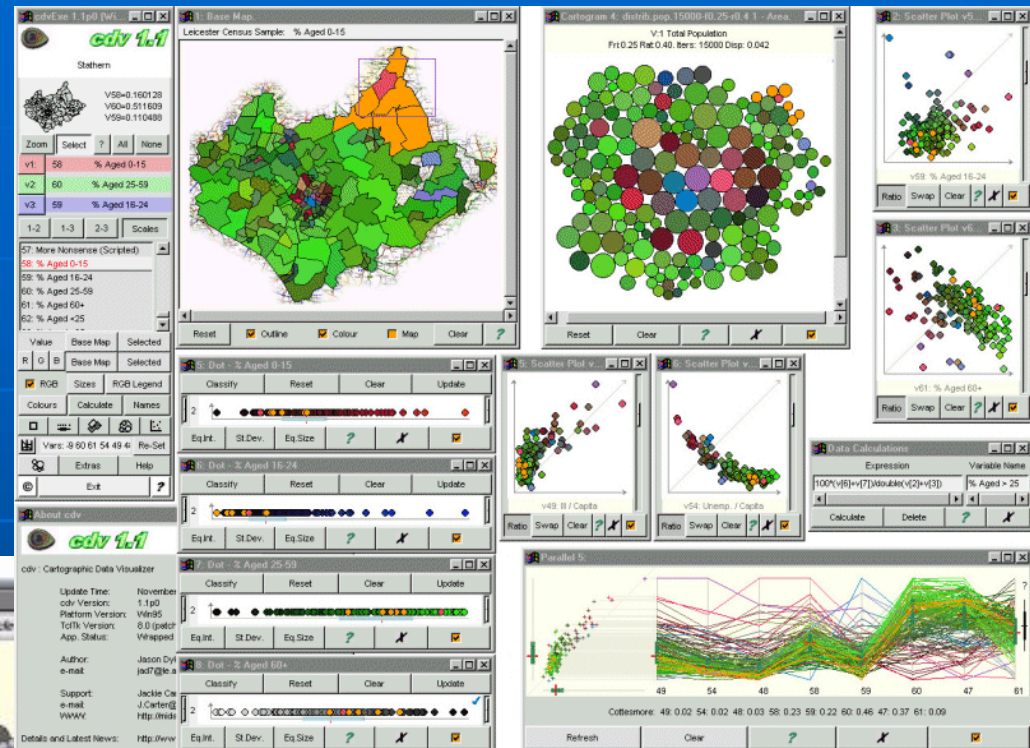 cdvExe 1.1p0 (Wi...
cdv 1.1
Stathern
V58=0.160128
V60=0.511609
V59=0.110488
Zoom Select ? All None
v1: 58 % Aged 0-15
v2: 60 % Aged 25-59
v3: 59 % Aged 16-24
1-2 1-3 2-3 Scales
57: More Nonsense (Scripted)
58: % Aged 0-15
59: % Aged 16-24
60: % Aged 25-59
61: % Aged 60+
62: % Aged <25
Value Base Map Selected
R G B Base Map Selected
RGB Sizes RGB Legend
Colours Calculate Names
Vars: -9 60 61 54 49 4 Re-Set
Extras Help
© Exit ?
About cdv
cdv 1.1
cdv : Cartographic Data Visualizer
Update Time: November
cdv Version: 1.1p0
Platform Version: Win95
Tcl/Tk Version: 8.0 (patch
App. Status: Wrapped
Author: Jason Dy
e-mail: jad7@le.a
Support: Jackie Ca
e-mail: J.Carter@
WWW: http://mid
Details and Latest News: http://www
1: Base Map.
Leicester Census Sample: % Aged 0-15
Reset Outline Colour Map Clear ?
Cartogram 4: distrib.pop.15000-f0.25-r0.4 1 - Area.
V:1 Total Population
Fri:0.25 Rat:0.40. Iters: 15000 Disp: 0.042
Reset Clear ?
2: Scatter Plot v5...
v59: % Aged 16-24
Ratio Swap Clear ?
3: Scatter Plot v6...
v61: % Aged 60+
Ratio Swap Clear ?
5: Dot - % Aged 0-15
Classify Reset Clear Update
2
Eq.Int. St.Dev. Eq.Size ?
6: Dot - % Aged 16-24
Classify Reset Clear Update
2
Eq.Int. St.Dev. Eq.Size ?
7: Dot - % Aged 25-59
Classify Reset Clear Update
2
Eq.Int. St.Dev. Eq.Size ?
8: Dot - % Aged 60+
Classify Reset Clear Update
2
Eq.Int. St.Dev. Eq.Size ?
5: Scatter Plot v...
v49: Ill / Capita
Ratio Swap Clear ?
6: Scatter Plot v...
v54: Unemp. / Capita
Ratio Swap Clear ?
Data Calculations
Expression Variable Name
100*(v[6]+v[7])/double(v[2]+v[3]) % Aged > 25
Calculate Delete ?
Parallel 5:
?
49 54 48 58 59 60 47 61
Cottesmore: 49: 0.02 54: 0.02 48: 0.03 58: 0.23 59: 0.22 60: 0.46 47: 0.37 61: 0.09
Refresh Clear ?